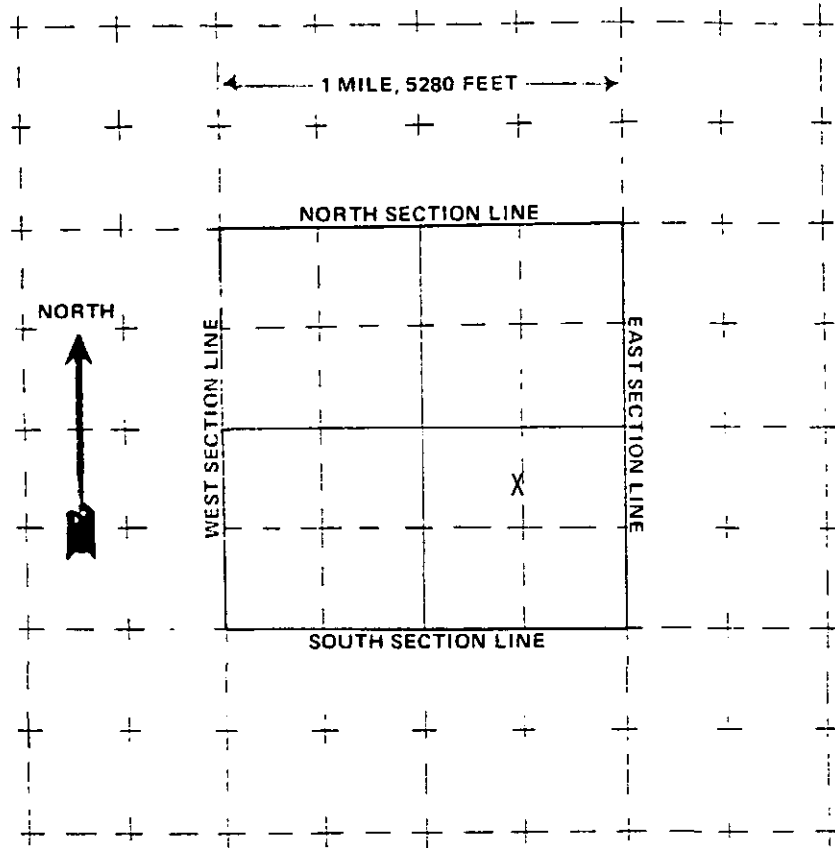 1 MILE, 5280 FEET
NORTH SECTION LINE
NORTH
WEST SECTION LINE
EAST SECTION LINE
X
SOUTH SECTION LINE